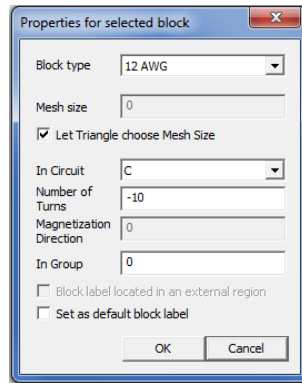 Properties for selected block
x
Block type 12 AWG
Mesh size 0
Let Triangle choose Mesh Size
In Circuit C
Number of
Turns -10
Magnetization
Direction 0
In Group 0
Block label located in an external region
Set as default block label
OK Cancel